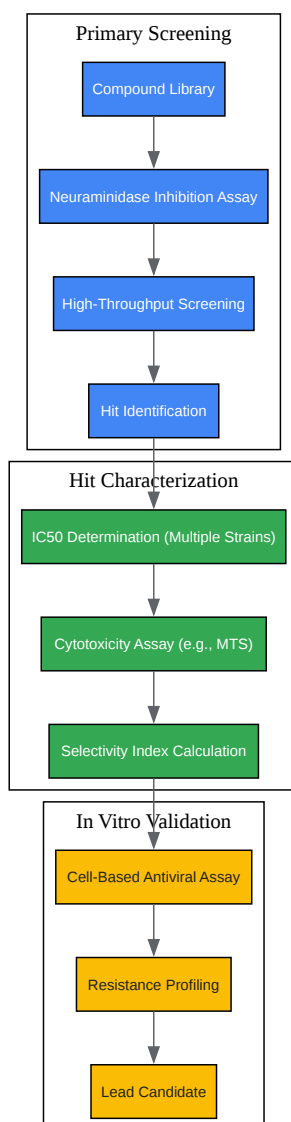 Primary Screening
Compound Library
Neuraminidase Inhibition Assay
High-Throughput Screening
Hit Identification
Hit Characterization
IC50 Determination (Multiple Strains)
Cytotoxicity Assay (e.g., MTS)
Selectivity Index Calculation
In Vitro Validation
Cell-Based Antiviral Assay
Resistance Profiling
Lead Candidate